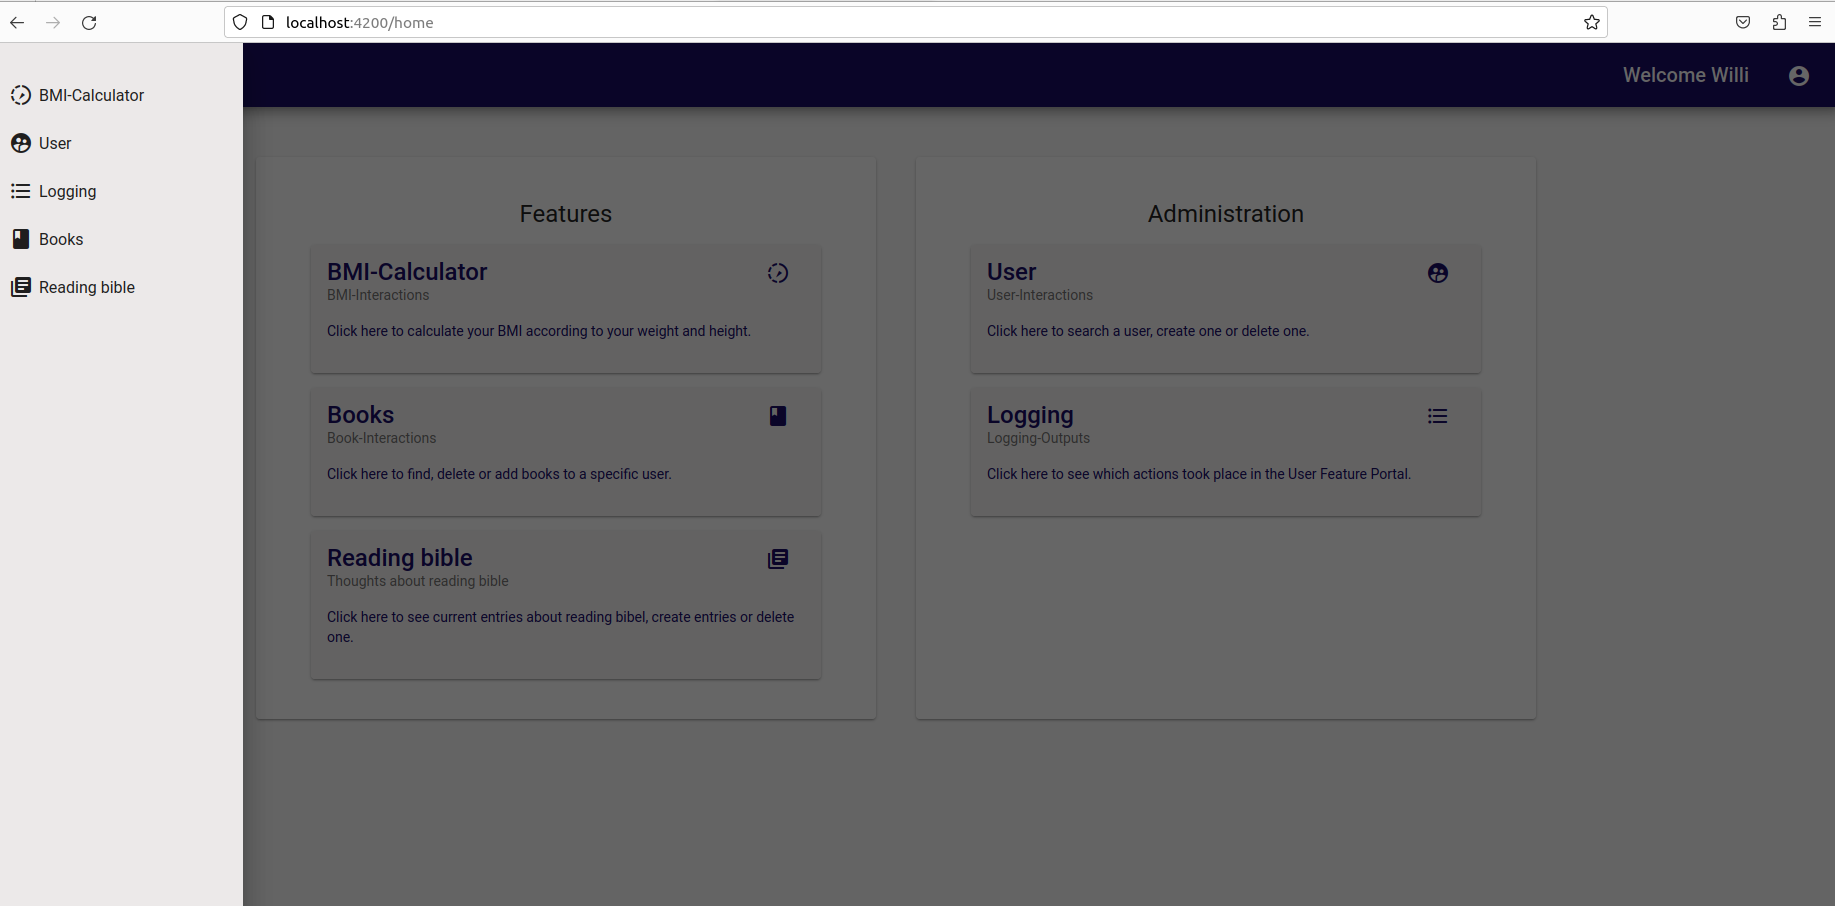 localhost:4200/home
BMI-Calculator
User
Logging
Books
Reading bible
Welcome Willi
Features
BMI-Calculator
BMI-Interactions
Click here to calculate your BMI according to your weight and height.
Books
Book-Interactions
Click here to find, delete or add books to a specific user.
Reading bible
Thoughts about reading bible
Click here to see current entries about reading bibel, create entries or delete
one.
Administration
User
User-Interactions
Click here to search a user, create one or delete one.
Logging
Logging-Outputs
Click here to see which actions took place in the User Feature Portal.